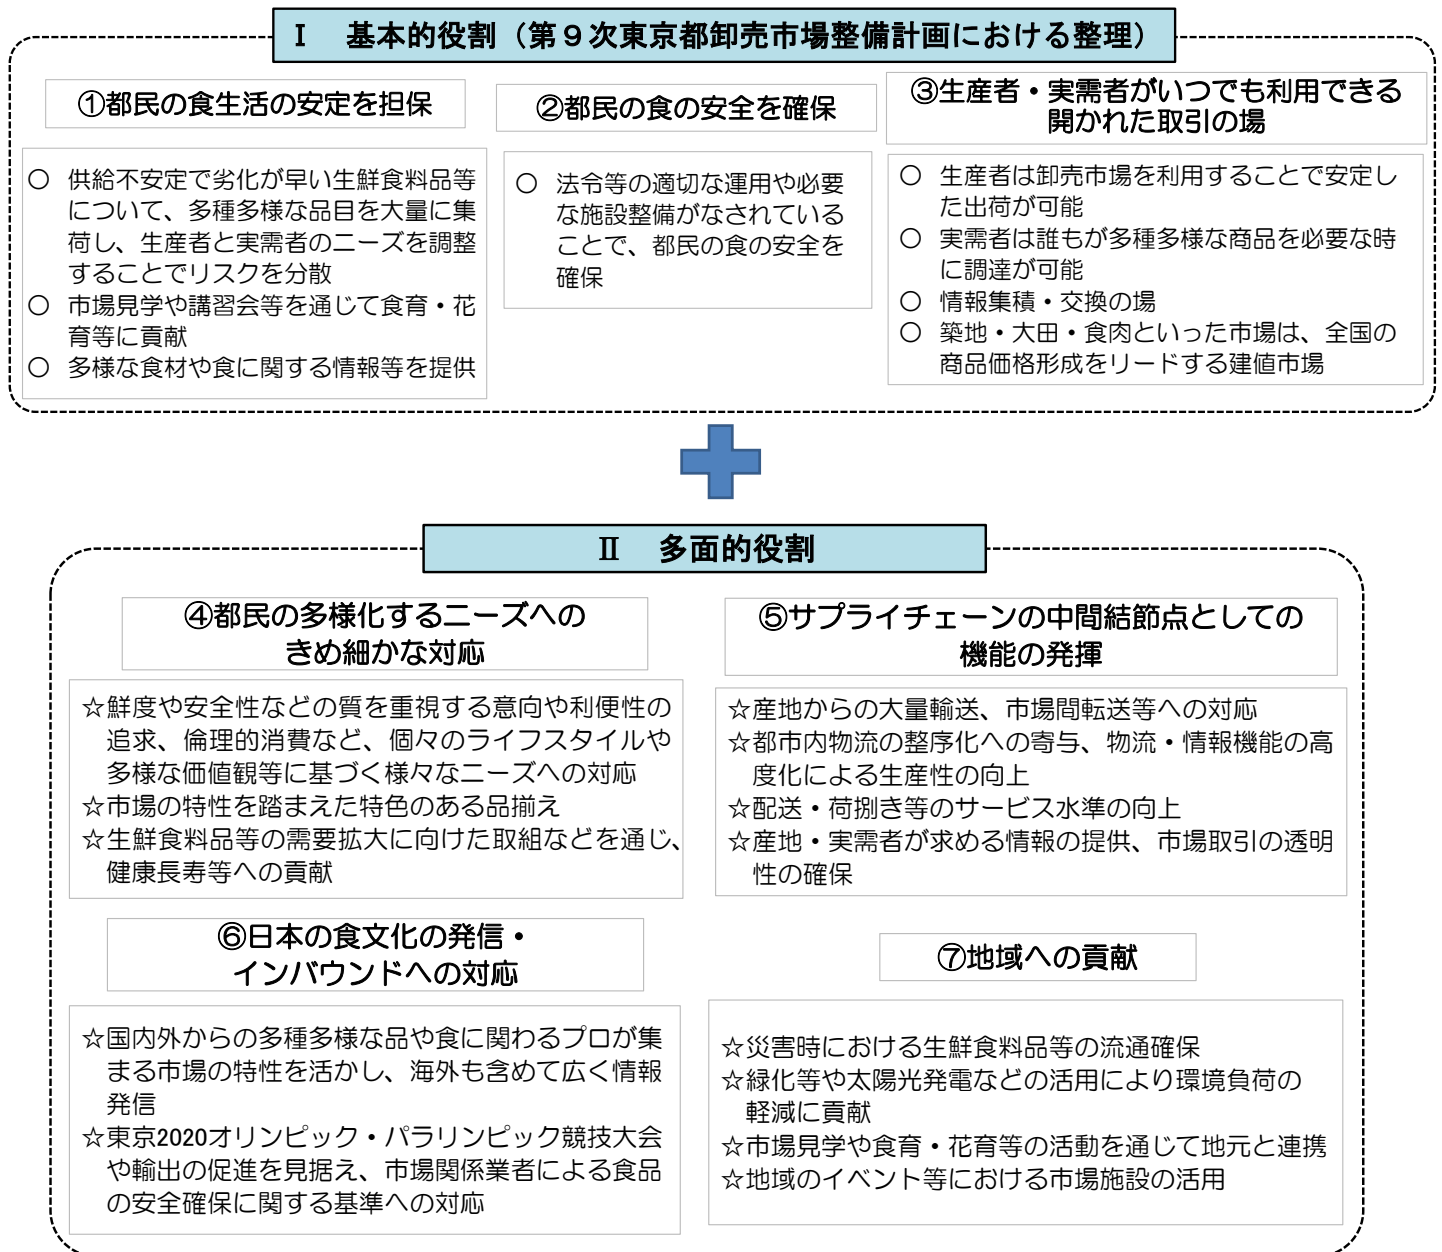 Ⅰ　基本的役割（第９次東京都卸売市場整備計画における整理）
①都民の食生活の安定を担保
○　供給不安定で劣化が早い生鮮食料品等
について、多種多様な品目を大量に集
荷し、生産者と実需者のニーズを調整
することでリスクを分散
○　市場見学や講習会等を通じて食育・花
育等に貢献
○　多様な食材や食に関する情報等を提供
②都民の食の安全を確保
○　法令等の適切な運用や必要
な施設整備がなされている
ことで、都民の食の安全を
確保
③生産者・実需者がいつでも利用できる
開かれた取引の場
○　生産者は卸売市場を利用することで安定し
た出荷が可能
○　実需者は誰もが多種多様な商品を必要な時
に調達が可能
○　情報集積・交換の場
○　築地・大田・食肉といった市場は、全国の
商品価格形成をリードする建値市場
Ⅱ　多面的役割
④都民の多様化するニーズへの
きめ細かな対応
☆鮮度や安全性などの質を重視する意向や利便性の
追求、倫理的消費など、個々のライフスタイルや
多様な価値観等に基づく様々なニーズへの対応
☆市場の特性を踏まえた特色のある品揃え
☆生鮮食料品等の需要拡大に向けた取組などを通じ、
健康長寿等への貢献
⑤サプライチェーンの中間結節点としての
機能の発揮
☆産地からの大量輸送、市場間転送等への対応
☆都市内物流の整序化への寄与、物流・情報機能の高
度化による生産性の向上
☆配送・荷捌き等のサービス水準の向上
☆産地・実需者が求める情報の提供、市場取引の透明
性の確保
⑥日本の食文化の発信・
インバウンドへの対応
☆国内外からの多種多様な品や食に関わるプロが集
まる市場の特性を活かし、海外も含めて広く情報
発信
☆東京2020オリンピック・パラリンピック競技大会
や輸出の促進を見据え、市場関係業者による食品
の安全確保に関する基準への対応
⑦地域への貢献
☆災害時における生鮮食料品等の流通確保
☆緑化等や太陽光発電などの活用により環境負荷の
軽減に貢献
☆市場見学や食育・花育等の活動を通じて地元と連携
☆地域のイベント等における市場施設の活用